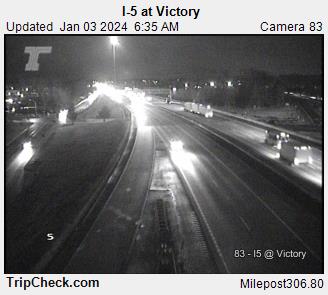 I-5 at Victory
Updated Jan 03 2024 6:35 AM Camera 83
T
S
83 - I5 @ Victory
TripCheck.com Milepost306.80